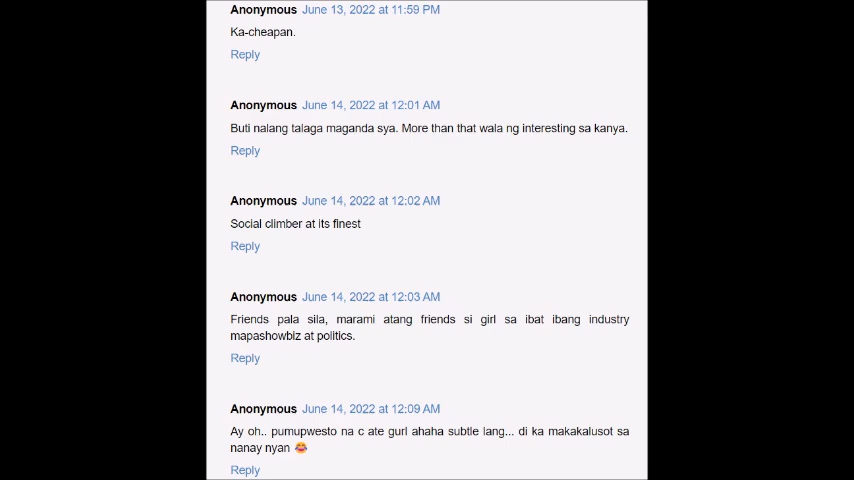 Anonymous June 13, 2022 at 11:59 PM
Ka-cheapan.
Reply
Anonymous June 14, 2022 at 12:01 AM
Buti nalang talaga maganda sya. More than that wala ng interesting sa kanya.
Reply
Anonymous June 14, 2022 at 12:02 AM
Social climber at its finest
Reply
Anonymous June 14, 2022 at 12:03 AM
Friends pala sila, marami atang friends si girl sa ibat ibang industry
mapashowbiz at politics.
Reply
Anonymous June 14, 2022 at 12:09 AM
Ay oh.. pumupwesto na c ate gurl ahaha subtle lang... di ka makakalusot sa
nanay nyan 😂
Reply